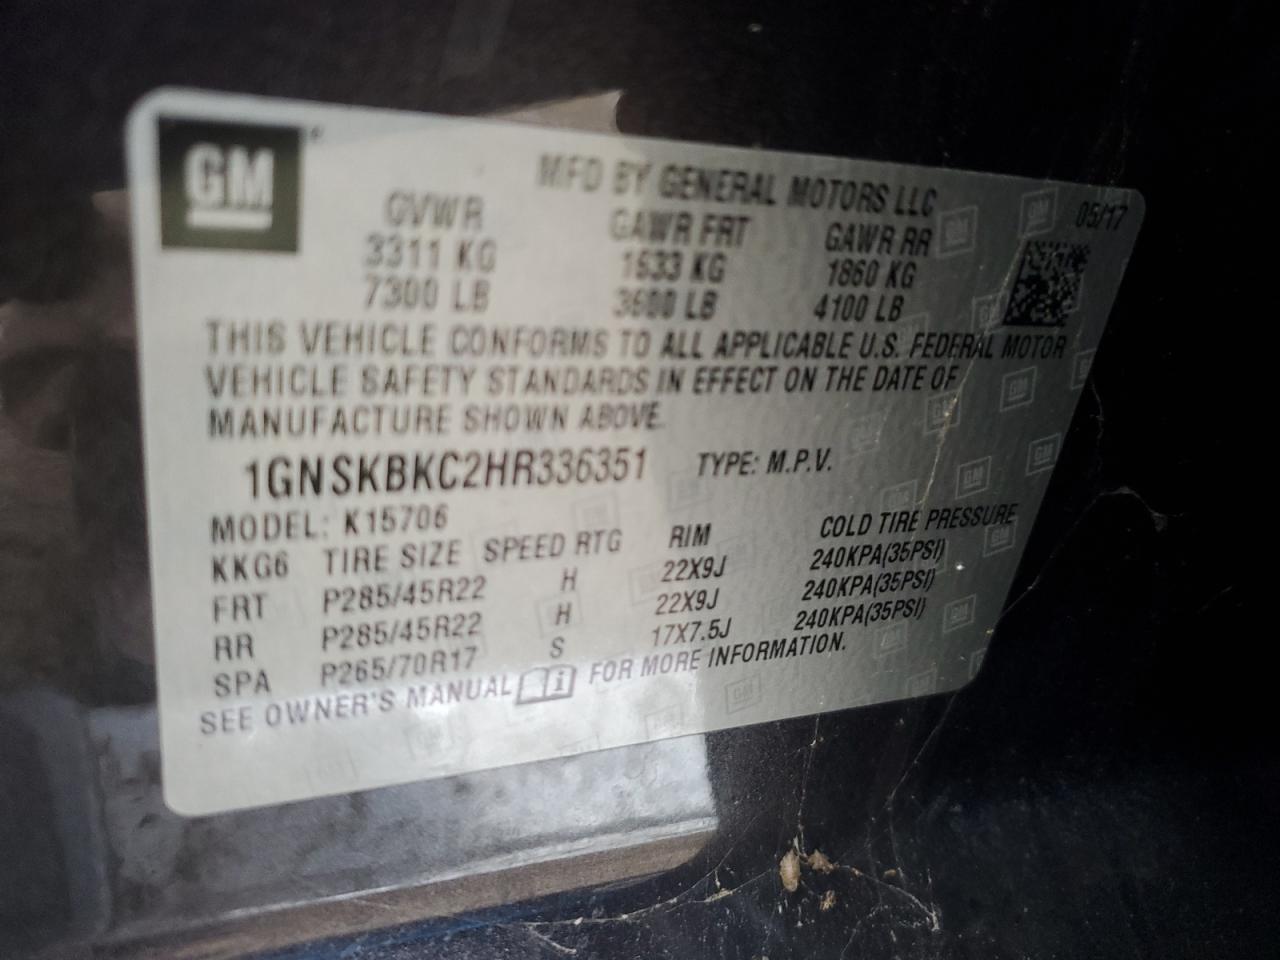 GM
MFD BY GENERAL MOTORS LLC
05/17
GVWR GAWR FRT GAWR RR
3311 KG 1633 KG 1860 KG
7300 LB 3600 LB 4100 LB
THIS VEHICLE CONFORMS TO ALL APPLICABLE U.S. FEDERAL MOTOR
VEHICLE SAFETY STANDARDS IN EFFECT ON THE DATE OF
MANUFACTURE SHOWN ABOVE.
1GNSKBKC2HR336351 TYPE: M.P.V.
MODEL: K15706
KKG6 TIRE SIZE SPEED RTG RIM COLD TIRE PRESSURE
FRT P285/45R22 H 22X9J 240KPA(35PSI)
RR P285/45R22 H 22X9J 240KPA(35PSI)
SPA P265/70R17 S 17X7.5J 240KPA(35PSI)
SEE OWNER'S MANUAL i FOR MORE INFORMATION.